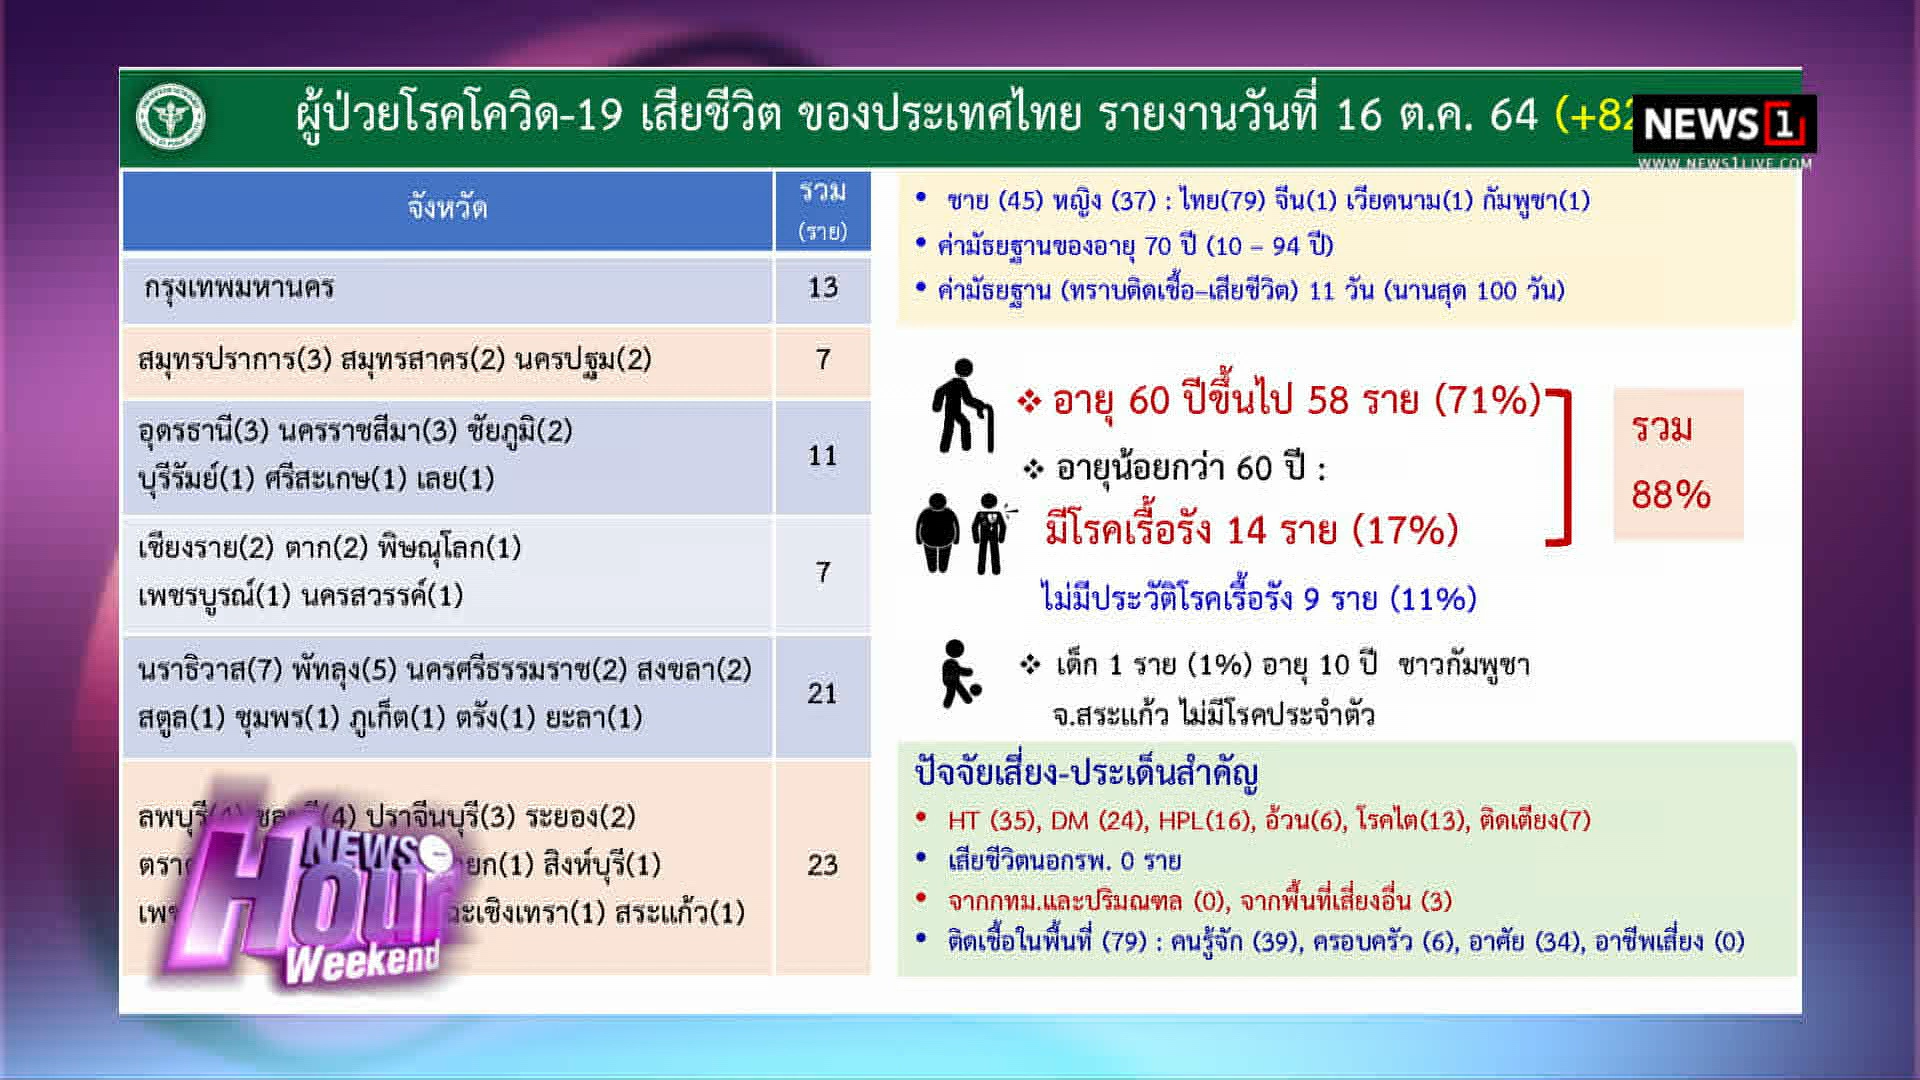 ผู้ป่วยโรคโควิด-19 เสียชีวิต ของประเทศไทย รายงานวันที่ 16 ต.ค. 64 (+82
NEWS 1
WWW.NEWS1LIVE.COM
จังหวัด
รวม
(ราย)
กรุงเทพมหานคร
13
สมุทรปราการ(3) สมุทรสาคร(2) นครปฐม(2)
7
อุดรธานี(3) นครราชสีมา(3) ชัยภูมิ(2)
บุรีรัมย์(1) ศรีสะเกษ(1) เลย(1)
11
เชียงราย(2) ตาก(2) พิษณุโลก(1)
เพชรบูรณ์(1) นครสวรรค์(1)
7
นราธิวาส(7) พัทลุง(5) นครศรีธรรมราช(2) สงขลา(2)
สตูล(1) ชุมพร(1) ภูเก็ต(1) ตรัง(1) ยะลา(1)
21
ปราจีนบุรี(3) ระยอง(2)
สิงห์บุรี(1)
สระแก้ว(1)
23
• ชาย (45) หญิง (37) : ไทย(79) จีน(1) เวียดนาม(1) กัมพูชา(1)
• ค่ามัธยฐานของอายุ 70 ปี (10 – 94 ปี)
• ค่ามัธยฐาน (ทราบติดเชื้อ–เสียชีวิต) 11 วัน (นานสุด 100 วัน)
❖ อายุ 60 ปีขึ้นไป 58 ราย (71%)
❖ อายุน้อยกว่า 60 ปี :
มีโรคเรื้อรัง 14 ราย (17%)
ไม่มีประวัติโรคเรื้อรัง 9 ราย (11%)
รวม
88%
❖ เด็ก 1 ราย (1%) อายุ 10 ปี ชาวกัมพูชา
จ.สระแก้ว ไม่มีโรคประจำตัว
ปัจจัยเสี่ยง-ประเด็นสำคัญ
• HT (35), DM (24), HPL(16), อ้วน(6), โรคไต(13), ติดเตียง(7)
• เสียชีวิตนอกรพ. 0 ราย
• จากกทม.และปริมณฑล (0), จากพื้นที่เสี่ยงอื่น (3)
• ติดเชื้อในพื้นที่ (79) : คนรู้จัก (39), ครอบครัว (6), อาศัย (34), อาชีพเสี่ยง (0)
NEWS
Hour
Weekend